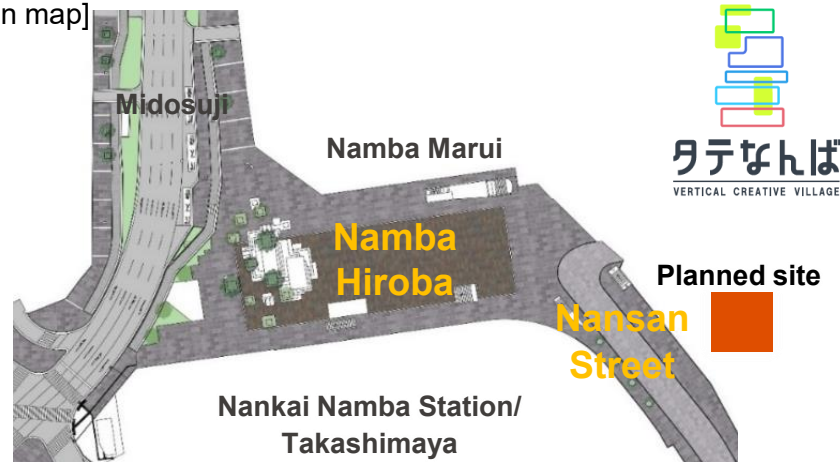 n map]
Midosuji
タテなんば
VERTICAL CREATIVE VILLAGE
Namba Marui
Namba
Hiroba
Planned site
Nansan
Street
Nankai Namba Station/
Takashimaya